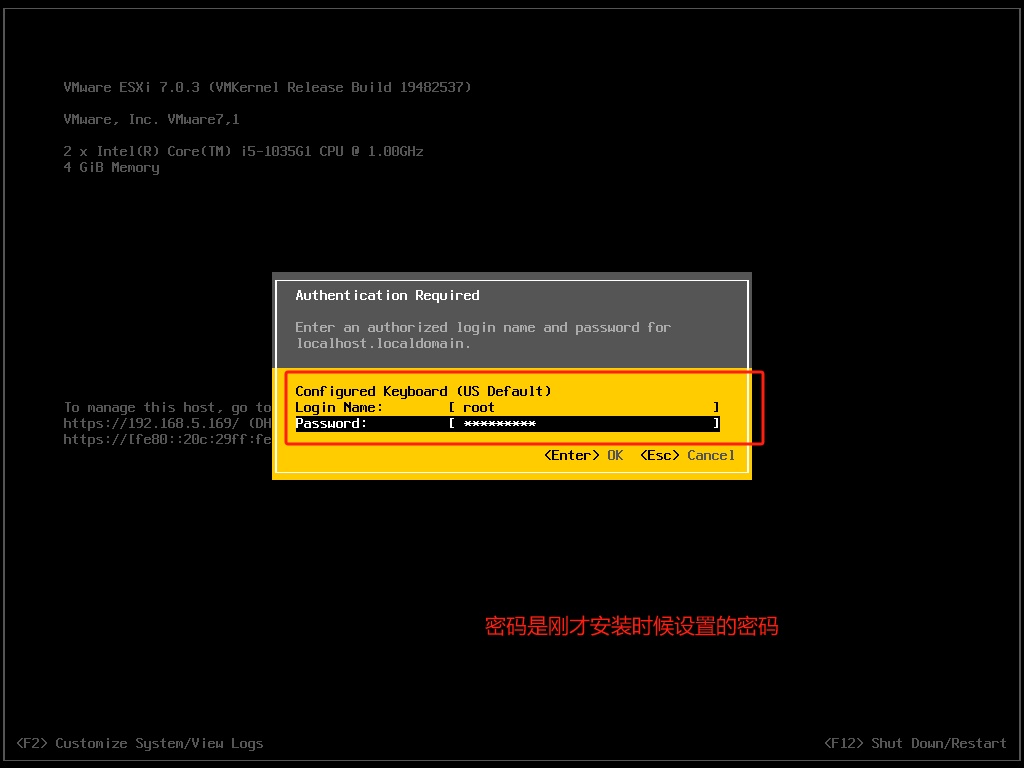 VMware ESXi 7.0.3 (VMKernel Release Build 19482537)
VMware, Inc. VMware7,1
2 x Intel(R) Core(TM) i5-1035G1 CPU @ 1.00GHz
4 GiB Memory
Authentication Required
Enter an authorized login name and password for
localhost.localdomain.
Configured Keyboard (US Default)
Login Name: [ root ]
Password: [ ********* ]
<Enter> OK <Esc> Cancel
To manage this host, go to
https://192.168.5.169/ (DH
https://[fe80::20c:29ff:fe
密码是刚才安装时候设置的密码
<F2> Customize System/View Logs
<F12> Shut Down/Restart